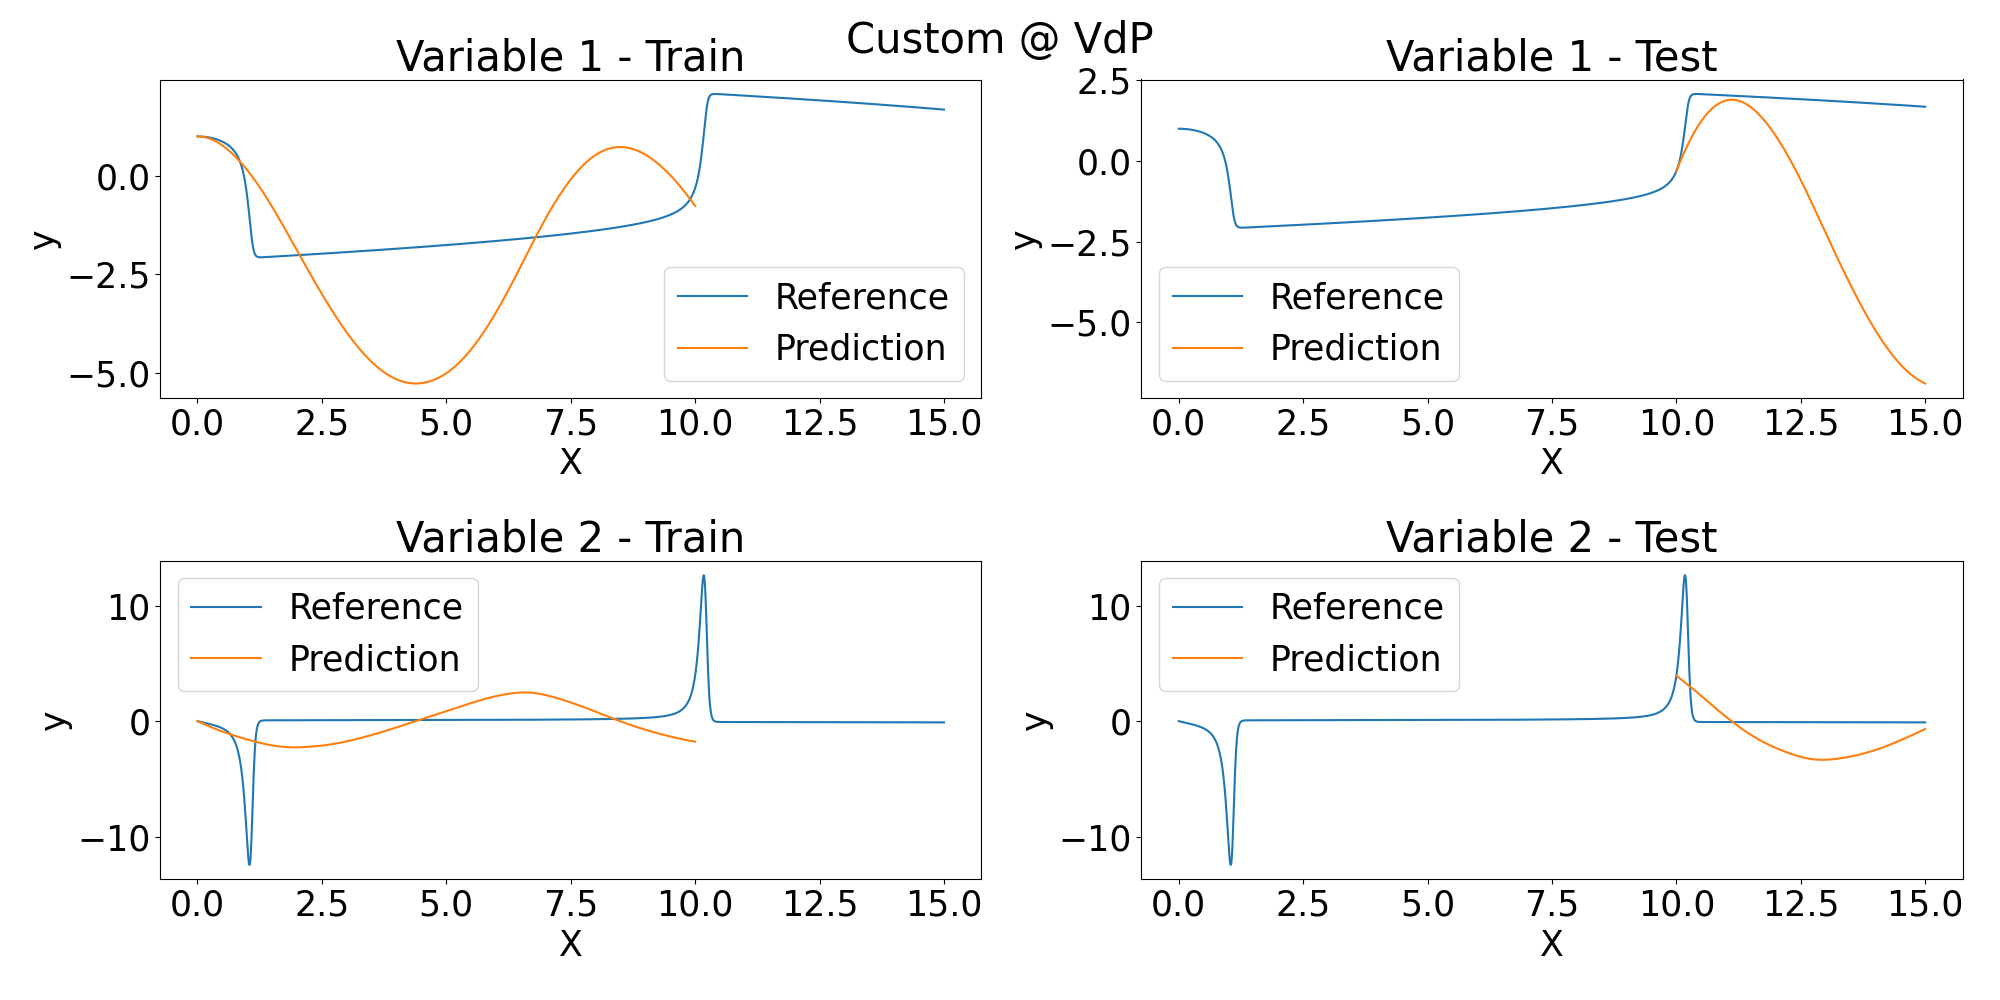 Custom @ VdP
Variable 1 - Train
0.0
−2.5
−5.0
y
Reference
Prediction
0.0 2.5 5.0 7.5 10.0 12.5 15.0
X
Variable 1 - Test
2.5
0.0
−2.5
−5.0
y
Reference
Prediction
0.0 2.5 5.0 7.5 10.0 12.5 15.0
X
Variable 2 - Train
10
0
−10
y
Reference
Prediction
0.0 2.5 5.0 7.5 10.0 12.5 15.0
X
Variable 2 - Test
10
0
−10
y
Reference
Prediction
0.0 2.5 5.0 7.5 10.0 12.5 15.0
X